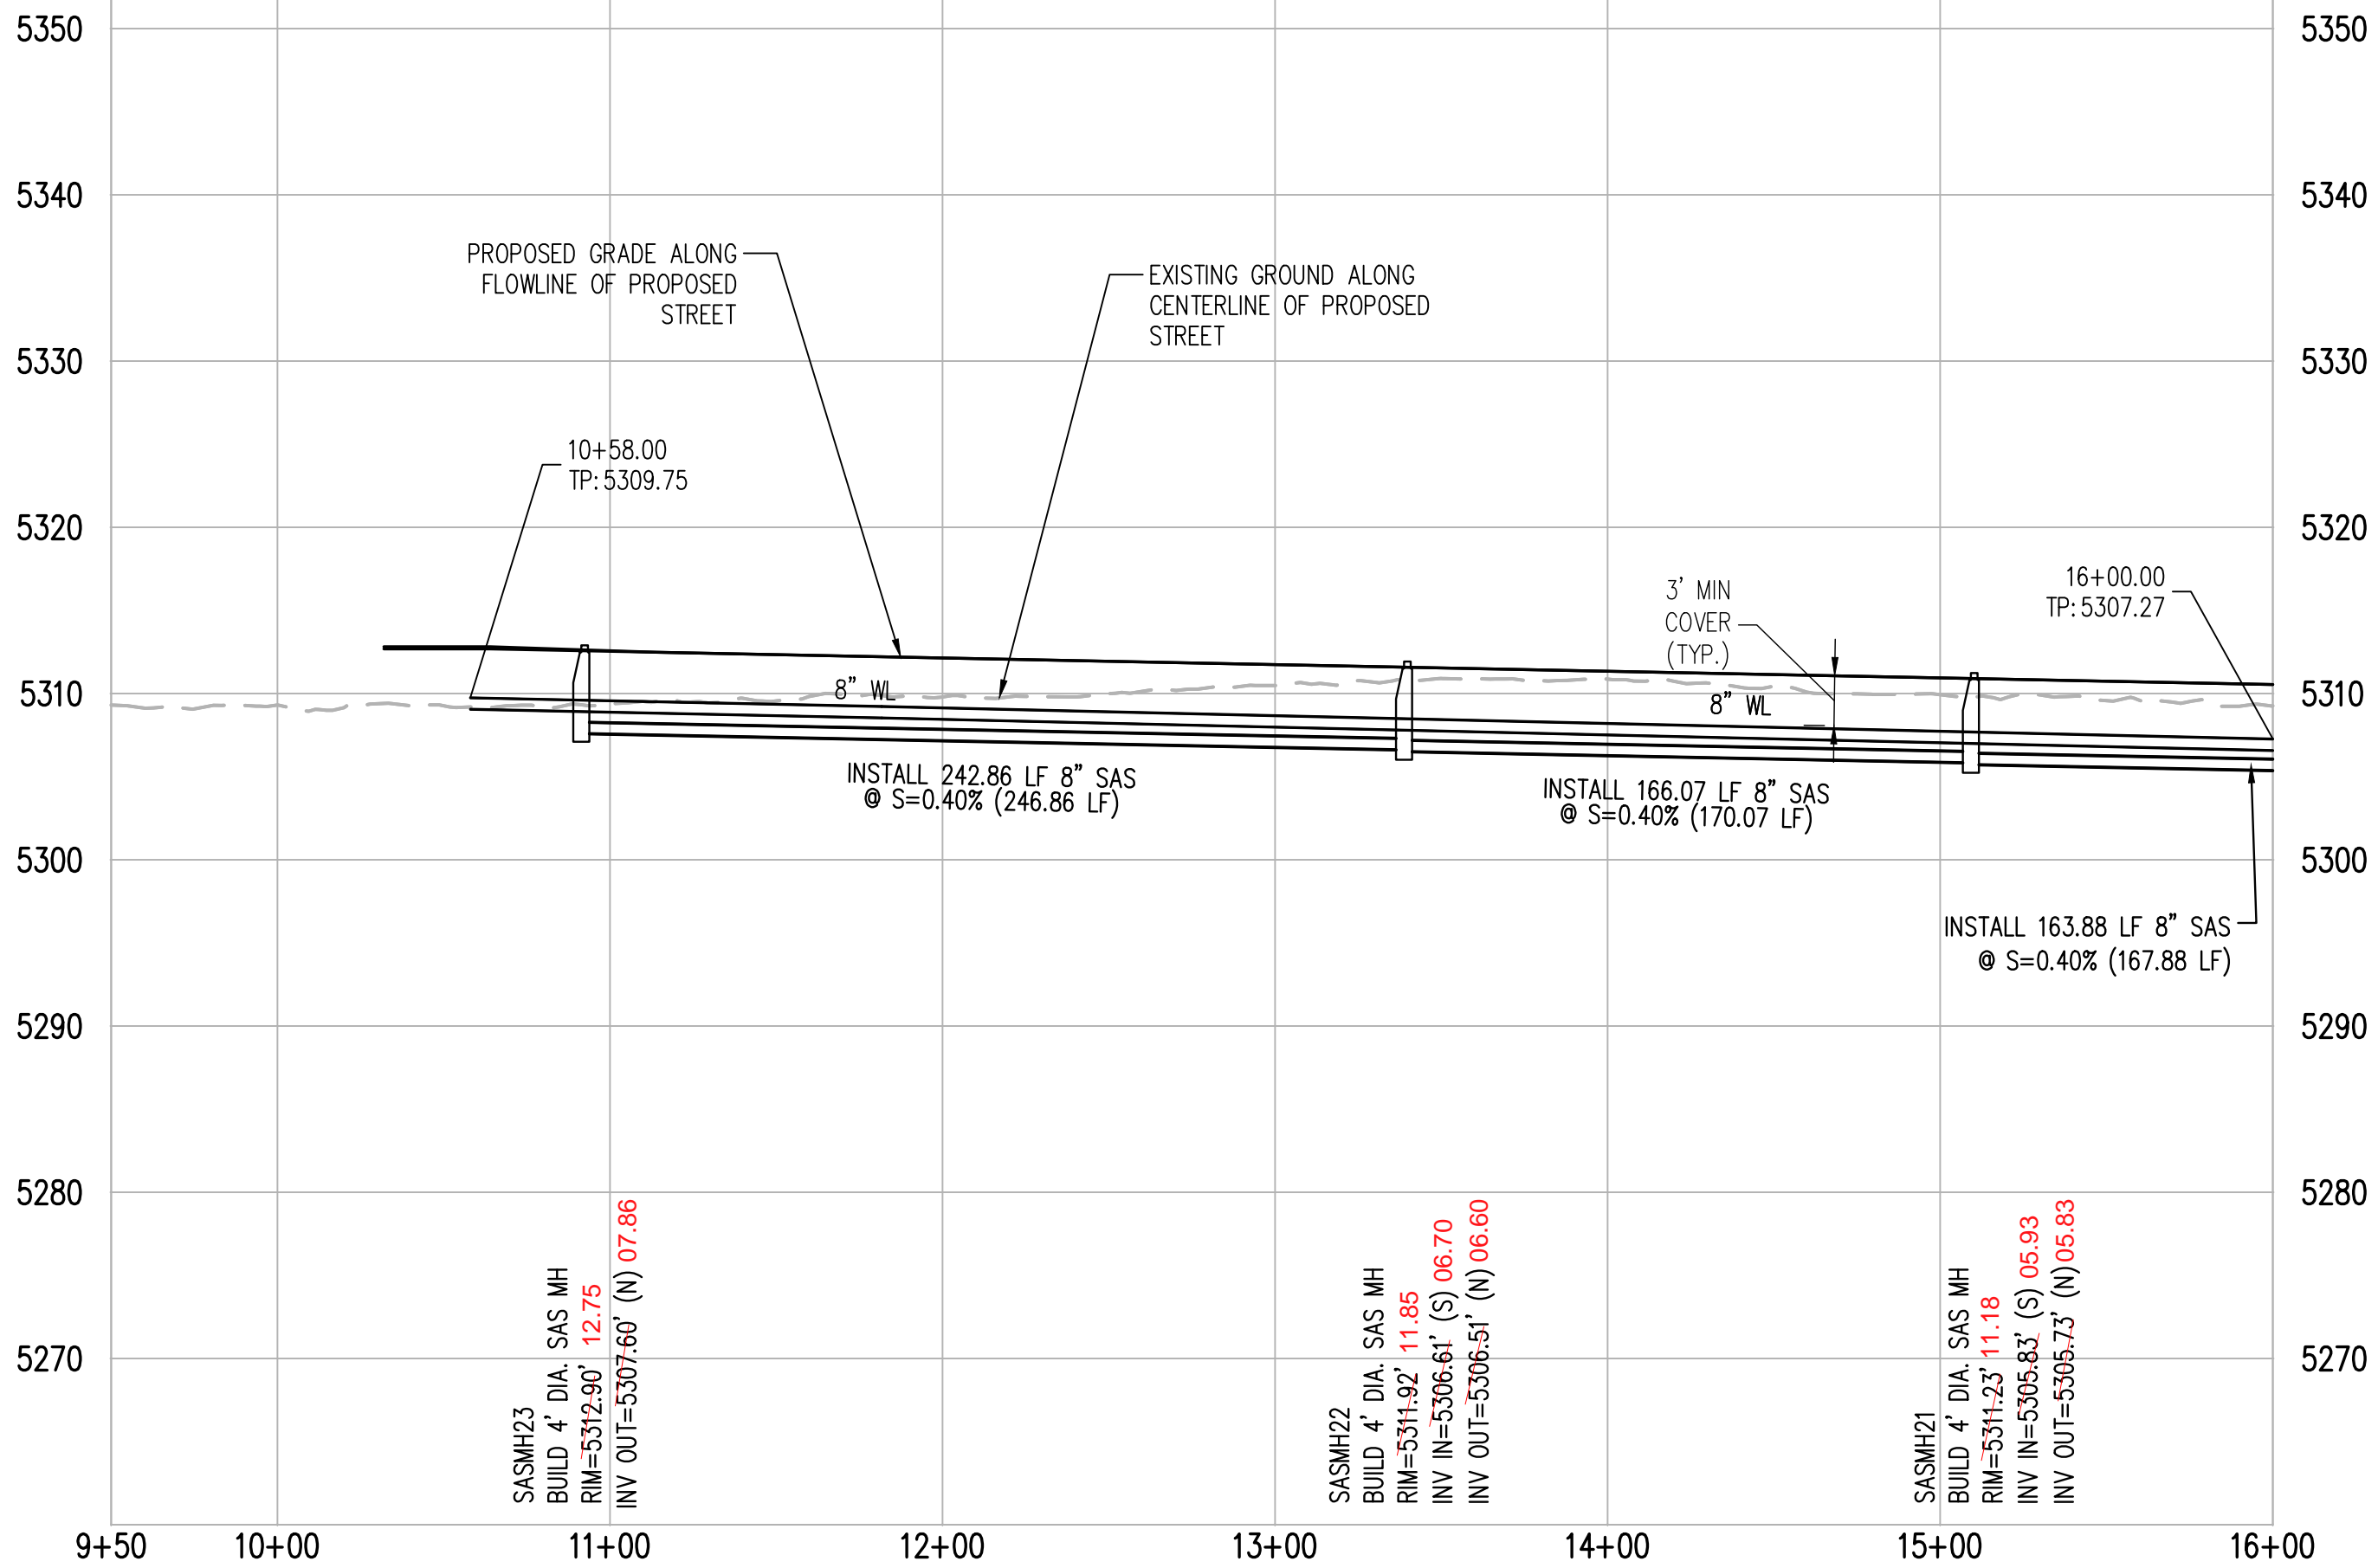 5350
5350
5340
5340
PROPOSED GRADE ALONG
FLOWLINE OF PROPOSED
STREET
EXISTING GROUND ALONG
CENTERLINE OF PROPOSED
STREET
5330
5330
10+58.00
TP: 5309.75
5320
5320
3' MIN
COVER
(TYP.)
16+00.00
TP: 5307.27
5310
8" WL
8" WL
5310
INSTALL 242.86 LF 8" SAS
@ S=0.40% (246.86 LF)
INSTALL 166.07 LF 8" SAS
@ S=0.40% (170.07 LF)
5300
5300
INSTALL 163.88 LF 8" SAS
@ S=0.40% (167.88 LF)
5290
5290
5280
5280
5270
5270
SASMH23
BUILD 4' DIA. SAS MH
RIM=5312.90' 12.75
INV OUT=5307.60' (N) 07.86
SASMH22
BUILD 4' DIA. SAS MH
RIM=5311.92' 11.85
INV IN=5306.61' (S) 06.70
INV OUT=5306.51' (N) 06.60
SASMH21
BUILD 4' DIA. SAS MH
RIM=5311.23' 11.18
INV IN=5305.83' (S) 05.93
INV OUT=5305.73' (N) 05.83
9+50
10+00
11+00
12+00
13+00
14+00
15+00
16+00